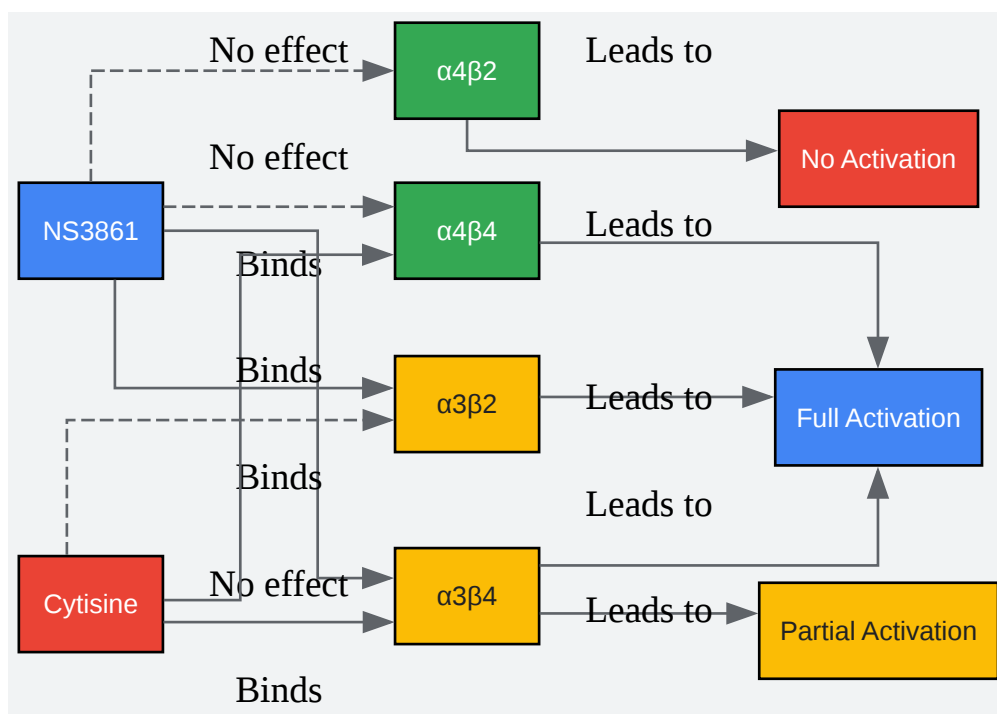 No effect
α4β2
Leads to
No Activation
No effect
NS3861
α4β4
Leads to
Binds
Binds
α3β2
Leads to
Full Activation
Binds
Leads to
No effect
Cytisine
α3β4
Leads to
Partial Activation
Binds